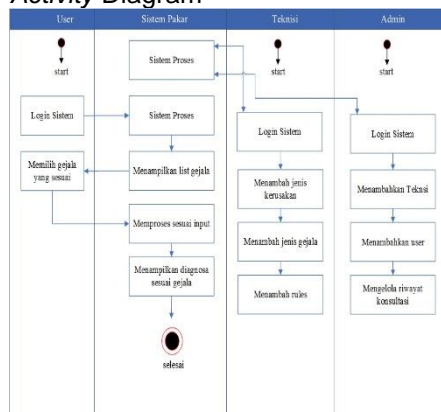 Activity Diagram
User
Sistem Pakar
Teknisi
Admin
start
Sistem Proses
start
start
Login Sistem
Sistem Proses
Login Sistem
Login Sistem
Memilih gejala
yang sesuai
Menampilkan list gejala
Menambah jenis
kerusakan
Menambahkan Teknsi
Memproses sesuai input
Menambah jenis gejala
Menambahkan user
Menampilkan diagnosa
sesuai gejala
Menambah rules
Mengelola riwayat
konsultasi
selesai